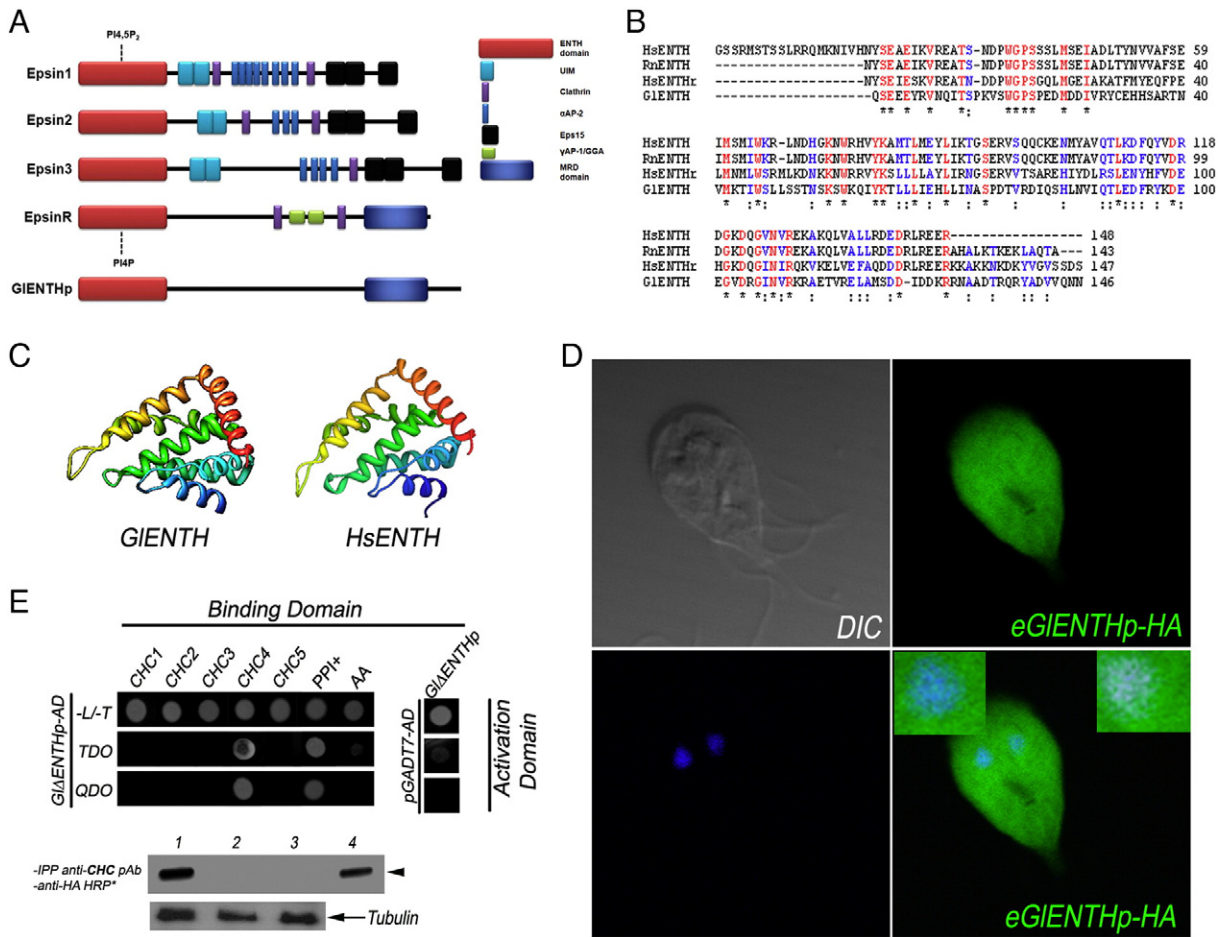 A
PI4,5P2
Epsin1
Epsin2
Epsin3
EpsinR
PI4P
GlENTHp
ENTH domain
UIM
Clathrin
αAP-2
Eps15
γAP-1/GGA
MRD domain
B
HsENTH GSSRMSTSSLRRQMKNIVHNYSEAEIKVREATS-NDPWGPSSSLMSEIADLTYNVVAFSE 59
RnENTH --------------------NYSEAEIKVREATS-NDPWGPSSSLMSEIADLTYNVVAFSE 40
HsENTHr --------------------NYSEIESKVREATN-DDPWGPSGQLMGEIAKATFMYEQFPE 40
GlENTH ---------------------QSEEEYRVNQITSPKVSWGPSPEDMDDIVRYCEHHSARTN 40
** * * *: **** * *
HsENTH IMSMIWKR-LNDHGKNWRHVYKAMTLMEYLIKTGSERVSQQCKENMYAVQTLKDFQYVDR 118
RnENTH IMSMIWKR-LNDHGKNWRHVYKAMTLMEYLIKTGSERVSQQCKENMYAVQTLKDFQYVDR 99
HsENTHr LMNMLWSRMLKDNKKNWRRVYKSLLLLAYLIRNGSERVVTSAREHIYDLRSLENYHFVDE 100
GlENTH VMKTIWSLLSSTNSKKSWKQIYKTLLLIEHLLINASPDTVRDIQSHLNVIQTLEDFRYKDE 100
HsENTH DGKDQGVNVREKAKQLVALLRDEDRLREER--------------- 148
RnENTH DGKDQGVNVREKAKQLVALLRDEDRLREERAHALKTKEKLAQTA--- 143
HsENTHr HGKDQGINIRQKVKELVEFAQDDDRLREERKKAKKNKDKYVGVSSDS 147
GlENTH EGVDRGINVRTKRAETVRELAMSDD-IDDKRRNAADTRQRYADVVQNN 146
C
GlENTH
HsENTH
D
DIC
eGlENTHp-HA
eGlENTHp-HA
E
Binding Domain
CHC1 CHC2 CHC3 CHC4 CHC5 PPI+ AA
GlΔENTHp
GlΔENTHp-AD
-L/-T
TDO
QDO
pGADT7-AD
Activation Domain
1 2 3 4
-IPP anti-CHC pAb
-anti-HA HRP*
Tubulin